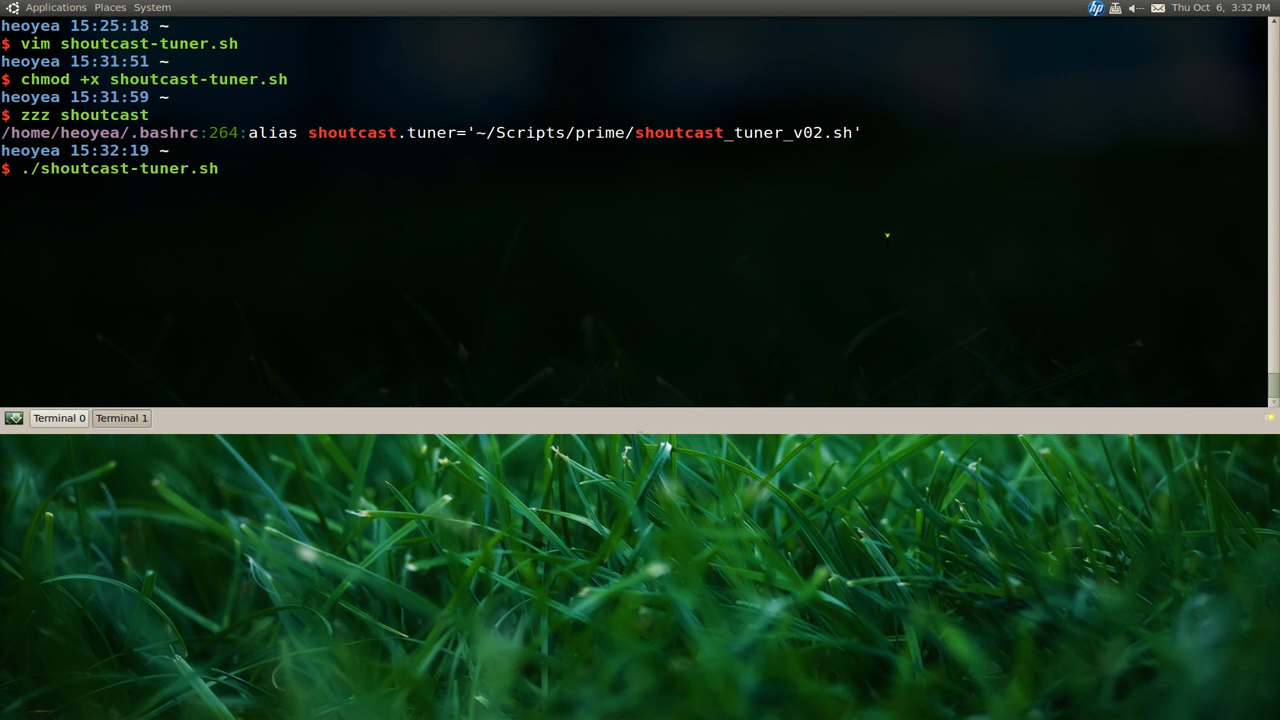 Applications Places System hp Thu Oct 6, 3:32 PM
heoyea 15:25:18 ~
$ vim shoutcast-tuner.sh
heoyea 15:31:51 ~
$ chmod +x shoutcast-tuner.sh
heoyea 15:31:59 ~
$ zzz shoutcast
/home/heoyea/.bashrc:264:alias shoutcast.tuner='~/Scripts/prime/shoutcast_tuner_v02.sh'
heoyea 15:32:19 ~
$ ./shoutcast-tuner.sh
Terminal 0 Terminal 1